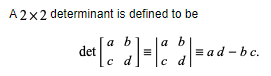 A 2×2 determinant is defined to be
det [ a b ; c d ] ≡ | a b ; c d | ≡ a d − b c.